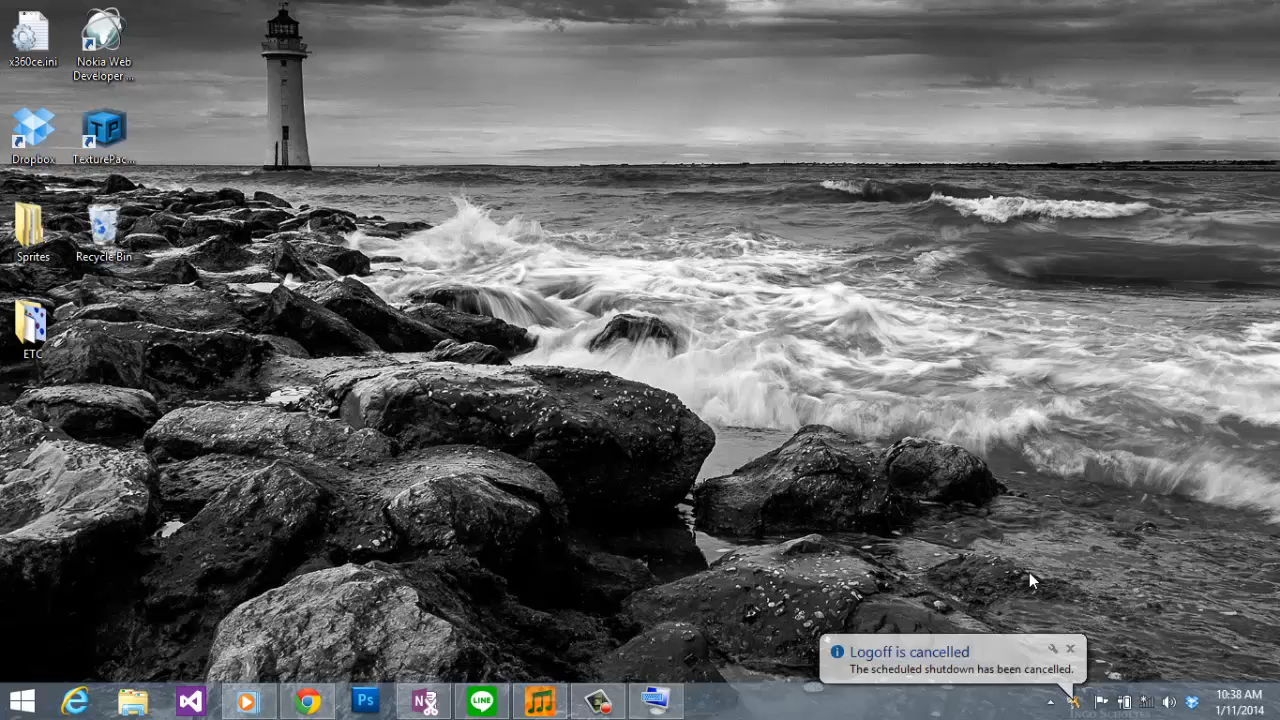 x360ce.ini
Nokia Web
Developer ...
Dropbox
TexturePac...
Sprites
Recycle Bin
ETC
Logoff is cancelled
The scheduled shutdown has been cancelled.
Ps
N
LINE
10:38 AM
1/11/2014